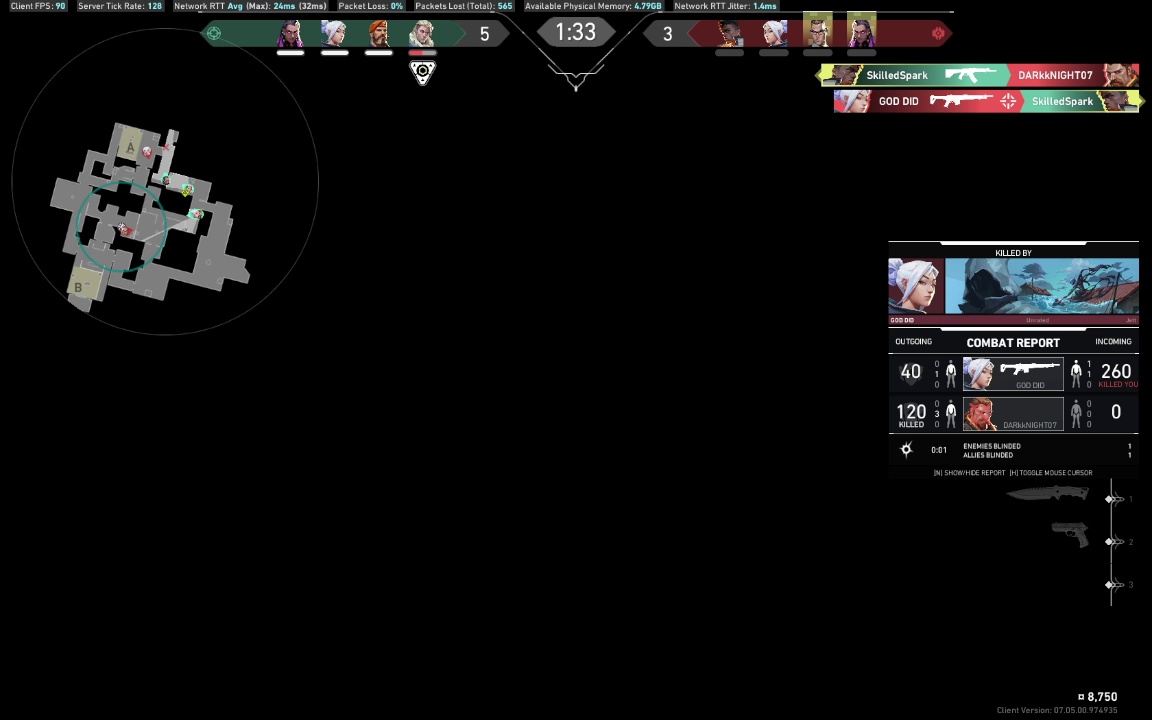 Client FPS: 90 Server Tick Rate: 128 Network RTT Avg (Max): 24ms (32ms) Packet Loss: 0% Packets Lost (Total): 565 Available Physical Memory: 4.79GB Network RTT Jitter: 1.4ms
5 1:33 3
SkilledSpark DARkkNIGHT07
GOD DID SkilledSpark
A
B
KILLED BY
GOD DID Unrated Jett
OUTGOING COMBAT REPORT INCOMING
40 0 1 0 GOD DID 1 1 0 260
KILLED YOU
120 0 3 0 DARkkNIGHT07 0 0 0 0
KILLED
0:01 ENEMIES BLINDED 1
ALLIES BLINDED 1
[N] SHOW/HIDE REPORT [H] TOGGLE MOUSE CURSOR
1
2
3
¤ 8,750
Client Version: 07.05.00.974935